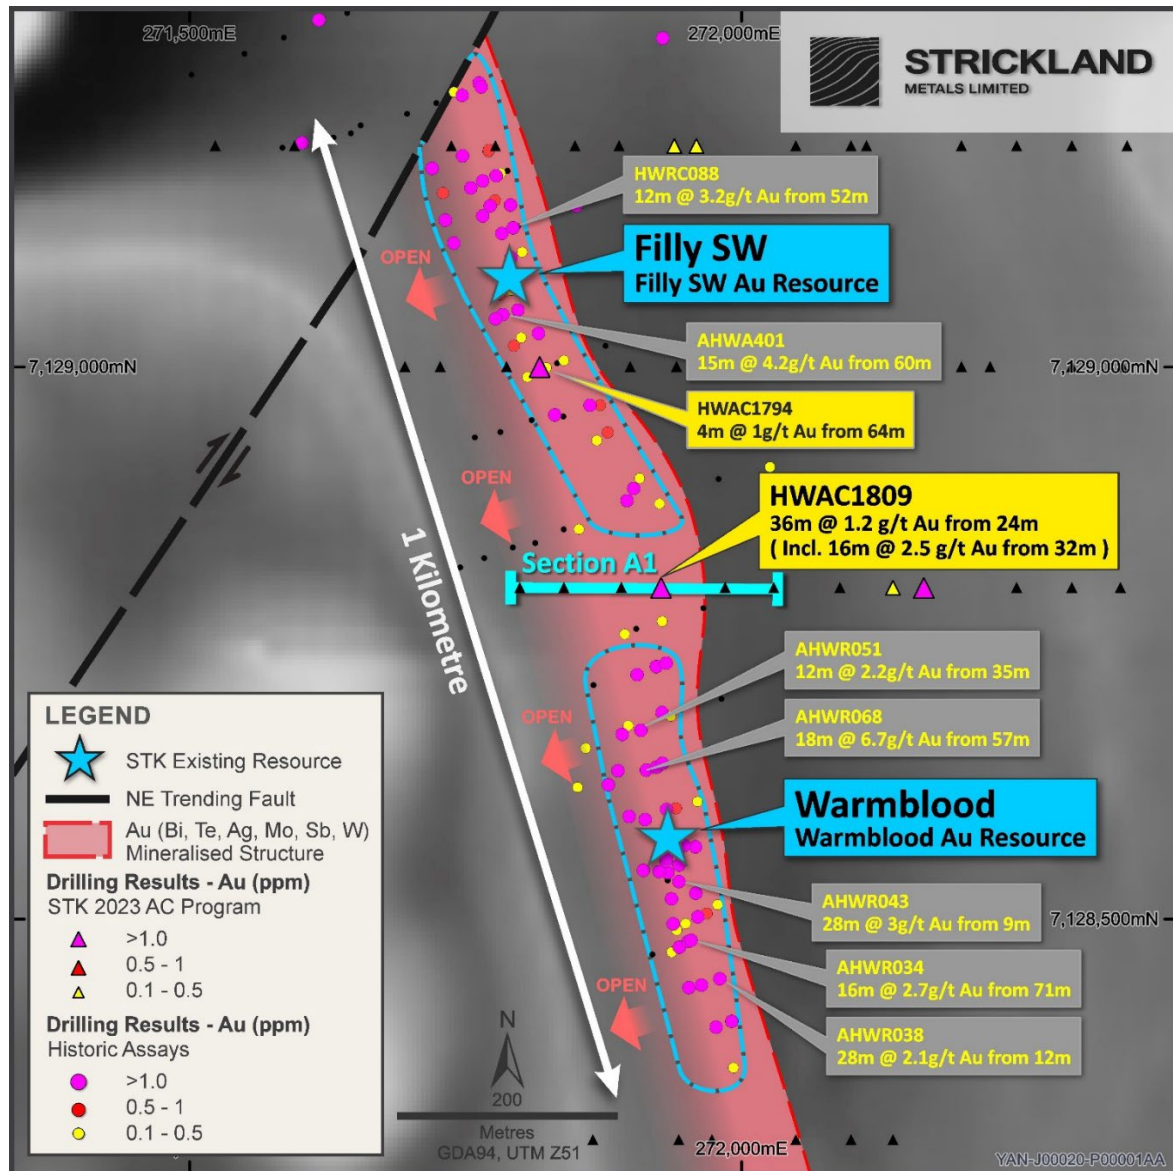 271,500mE
272,000mE
STRICKLAND
METALS LIMITED
HWRC088
12m @ 3.2g/t Au from 52m
OPEN
Filly SW
Filly SW Au Resource
AHWA401
15m @ 4.2g/t Au from 60m
7,129,000mN
7,129,000mN
HWAC1794
4m @ 1g/t Au from 64m
OPEN
HWAC1809
36m @ 1.2 g/t Au from 24m
( Incl. 16m @ 2.5 g/t Au from 32m )
Section A1
1 Kilometre
AHWR051
12m @ 2.2g/t Au from 35m
OPEN
AHWR068
18m @ 6.7g/t Au from 57m
Warmblood
Warmblood Au Resource
AHWR043
28m @ 3g/t Au from 9m
7,128,500mN
AHWR034
16m @ 2.7g/t Au from 71m
OPEN
AHWR038
28m @ 2.1g/t Au from 12m
LEGEND
STK Existing Resource
NE Trending Fault
Au (Bi, Te, Ag, Mo, Sb, W)
Mineralised Structure
Drilling Results - Au (ppm)
STK 2023 AC Program
>1.0
0.5 - 1
0.1 - 0.5
Drilling Results - Au (ppm)
Historic Assays
>1.0
0.5 - 1
0.1 - 0.5
N
200
Metres
GDA94, UTM Z51
272,000mE
YAN-J00020-P00001AA